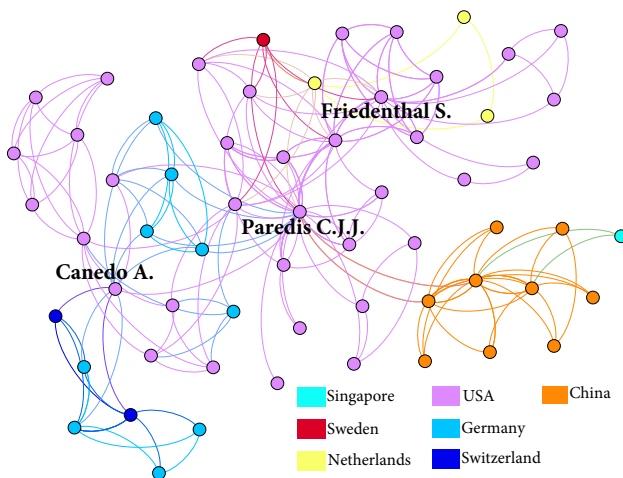 Friedenthal S.
Paredis C.J.J.
Canedo A.
Singapore
USA
China
Sweden
Germany
Netherlands
Switzerland